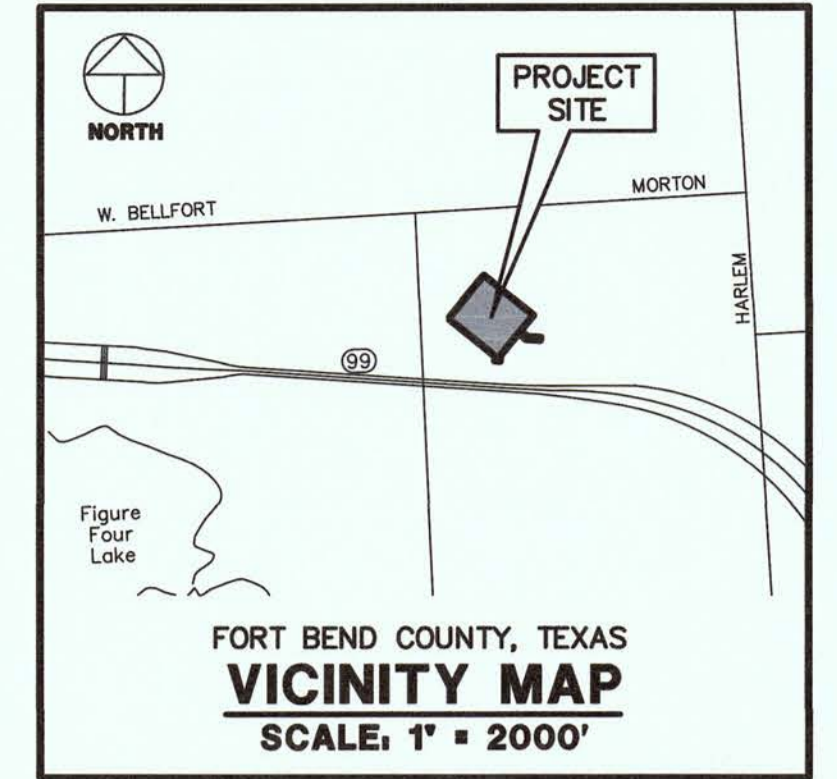 NORTH
PROJECT
SITE
W. BELLFORT
MORTON
HARLEM
99
Figure
Four
Lake
FORT BEND COUNTY, TEXAS
VICINITY MAP
SCALE: 1" = 2000'